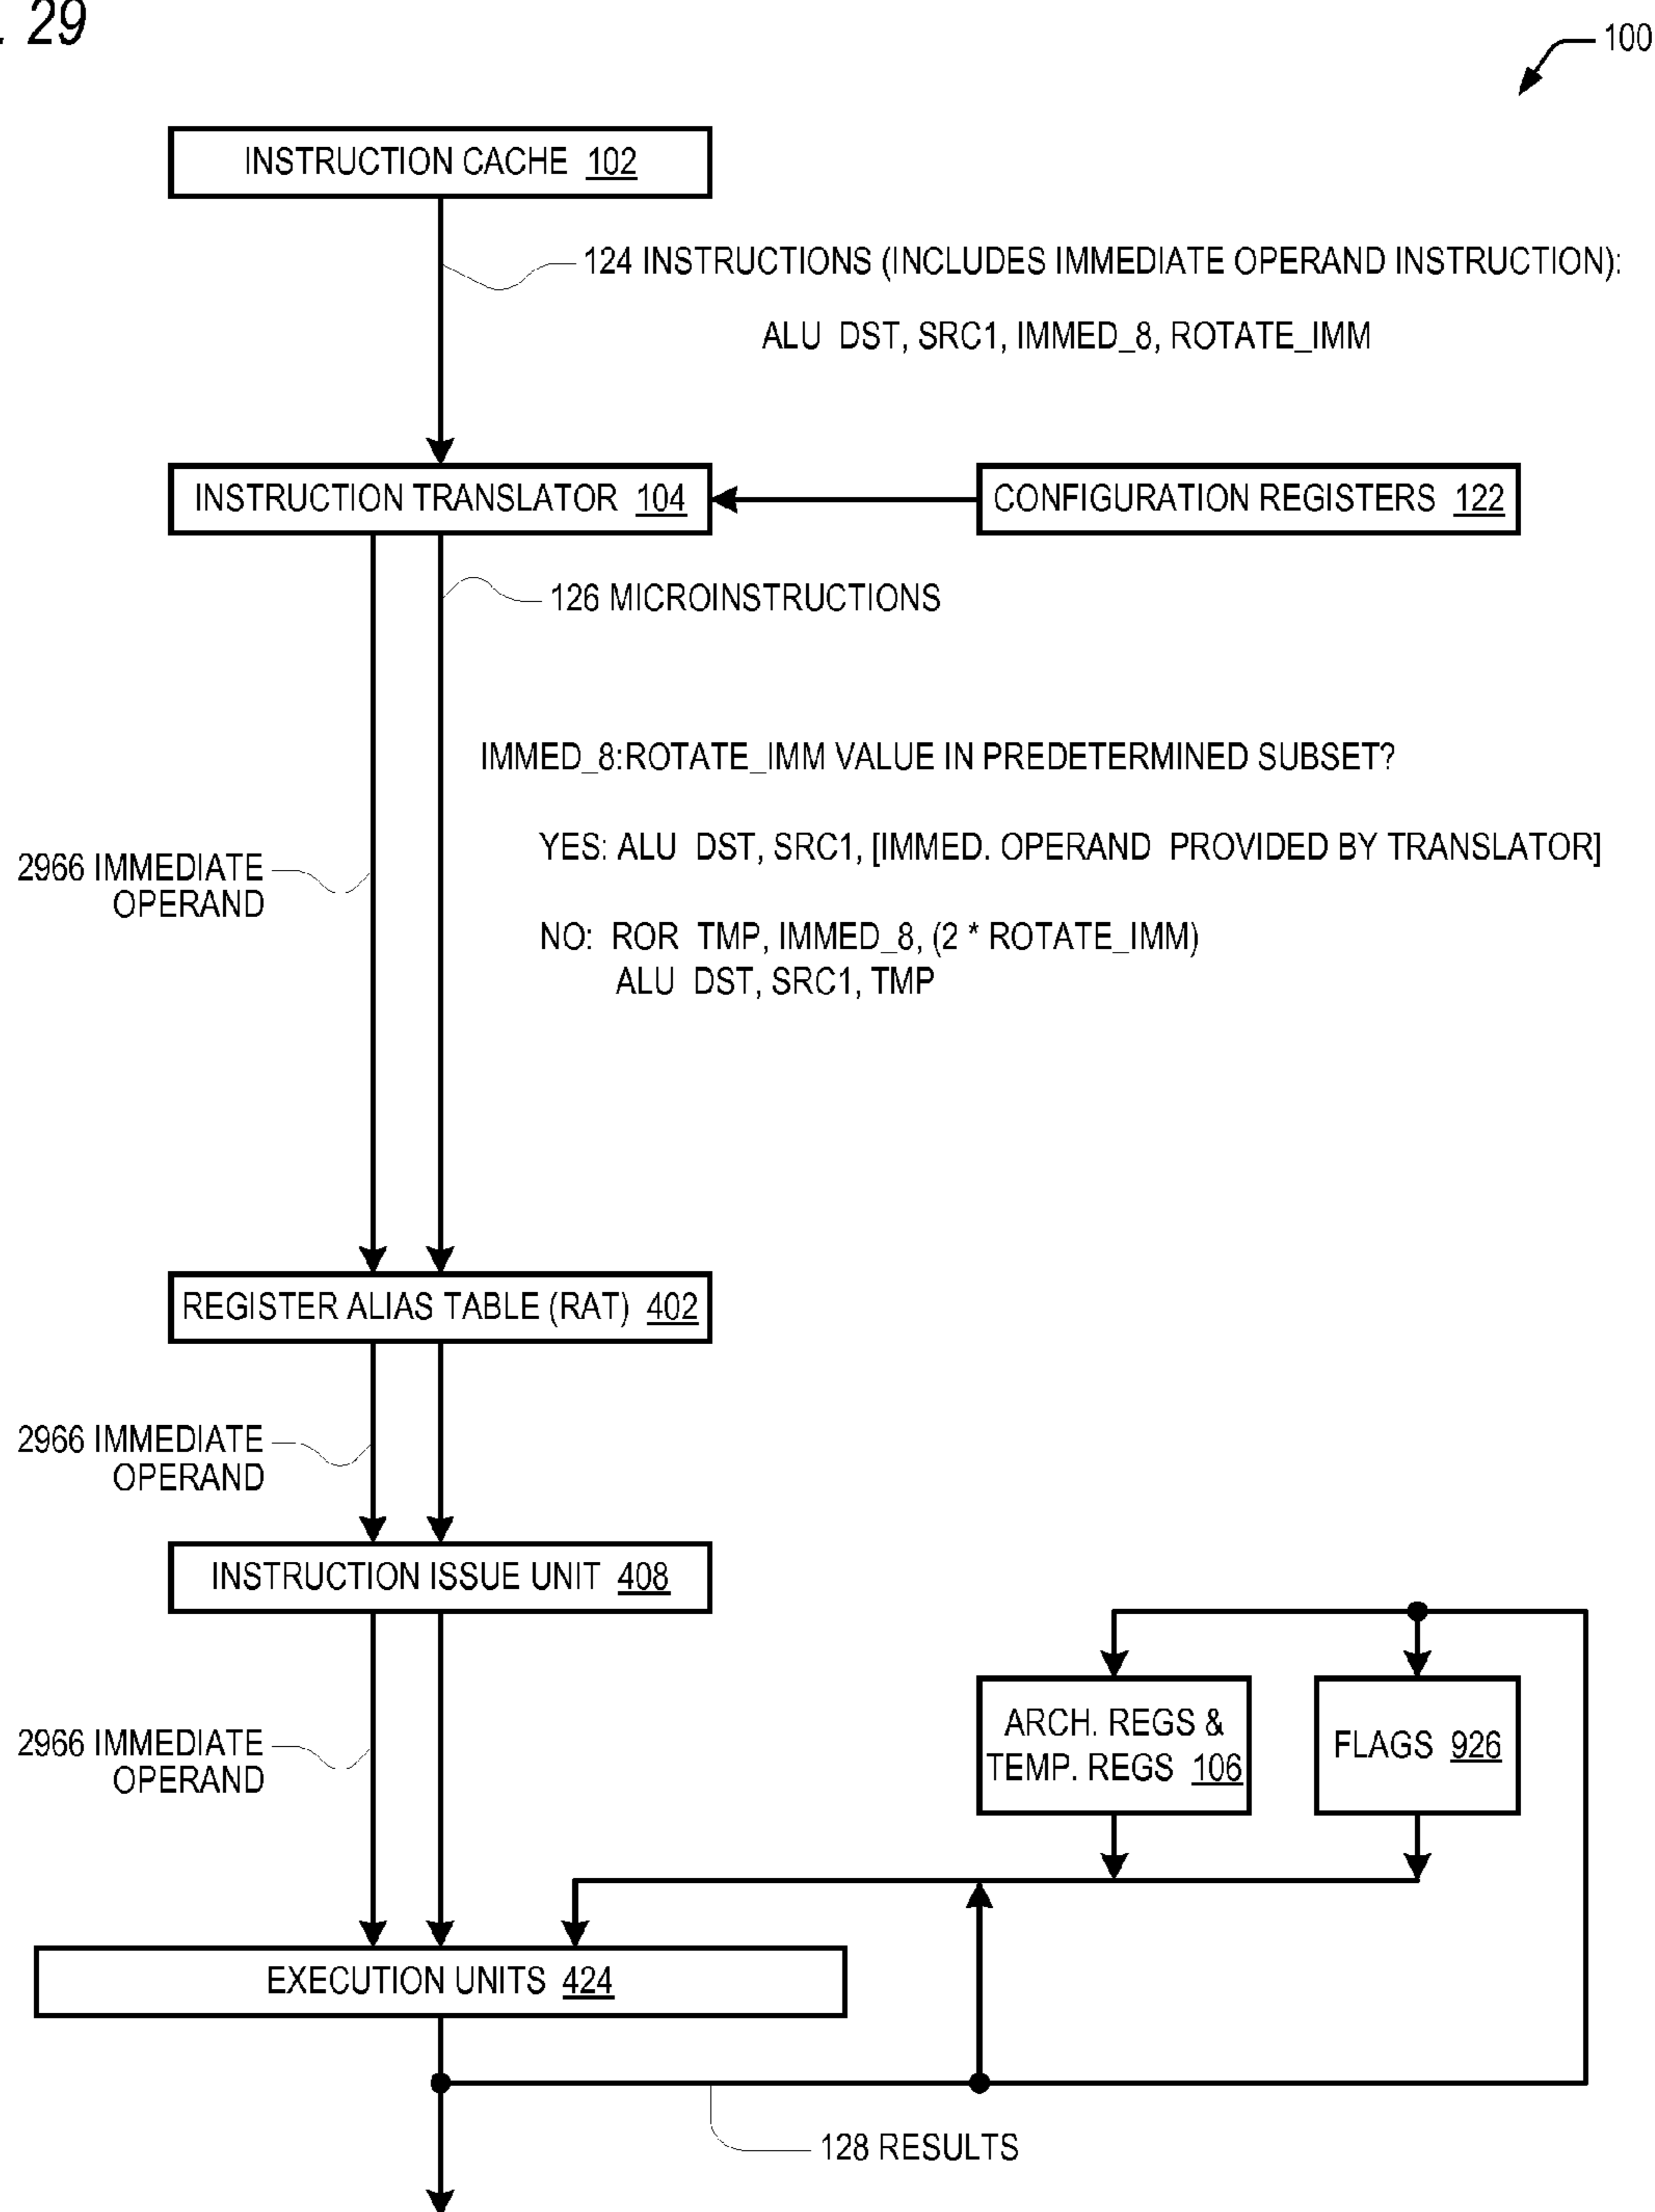 . 29
100
INSTRUCTION CACHE 102
124 INSTRUCTIONS (INCLUDES IMMEDIATE OPERAND INSTRUCTION):
ALU DST, SRC1, IMMED_8, ROTATE_IMM
INSTRUCTION TRANSLATOR 104
CONFIGURATION REGISTERS 122
126 MICROINSTRUCTIONS
IMMED_8:ROTATE_IMM VALUE IN PREDETERMINED SUBSET?
YES: ALU DST, SRC1, [IMMED. OPERAND PROVIDED BY TRANSLATOR]
2966 IMMEDIATE
OPERAND
NO: ROR TMP, IMMED_8, (2 * ROTATE_IMM)
ALU DST, SRC1, TMP
REGISTER ALIAS TABLE (RAT) 402
2966 IMMEDIATE
OPERAND
INSTRUCTION ISSUE UNIT 408
2966 IMMEDIATE
OPERAND
ARCH. REGS &
TEMP. REGS 106
FLAGS 926
EXECUTION UNITS 424
128 RESULTS